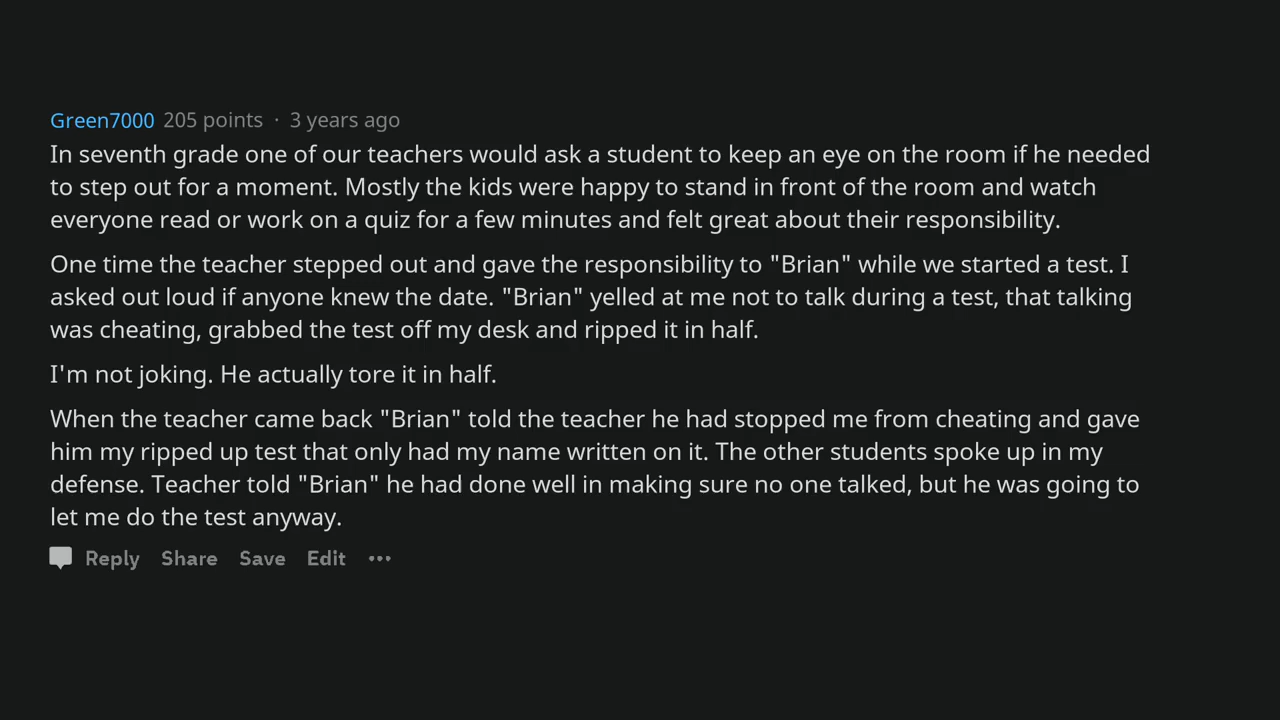 Green7000 205 points · 3 years ago
In seventh grade one of our teachers would ask a student to keep an eye on the room if he needed
to step out for a moment. Mostly the kids were happy to stand in front of the room and watch
everyone read or work on a quiz for a few minutes and felt great about their responsibility.
One time the teacher stepped out and gave the responsibility to "Brian" while we started a test. I
asked out loud if anyone knew the date. "Brian" yelled at me not to talk during a test, that talking
was cheating, grabbed the test off my desk and ripped it in half.
I'm not joking. He actually tore it in half.
When the teacher came back "Brian" told the teacher he had stopped me from cheating and gave
him my ripped up test that only had my name written on it. The other students spoke up in my
defense. Teacher told "Brian" he had done well in making sure no one talked, but he was going to
let me do the test anyway.
Reply Share Save Edit •••